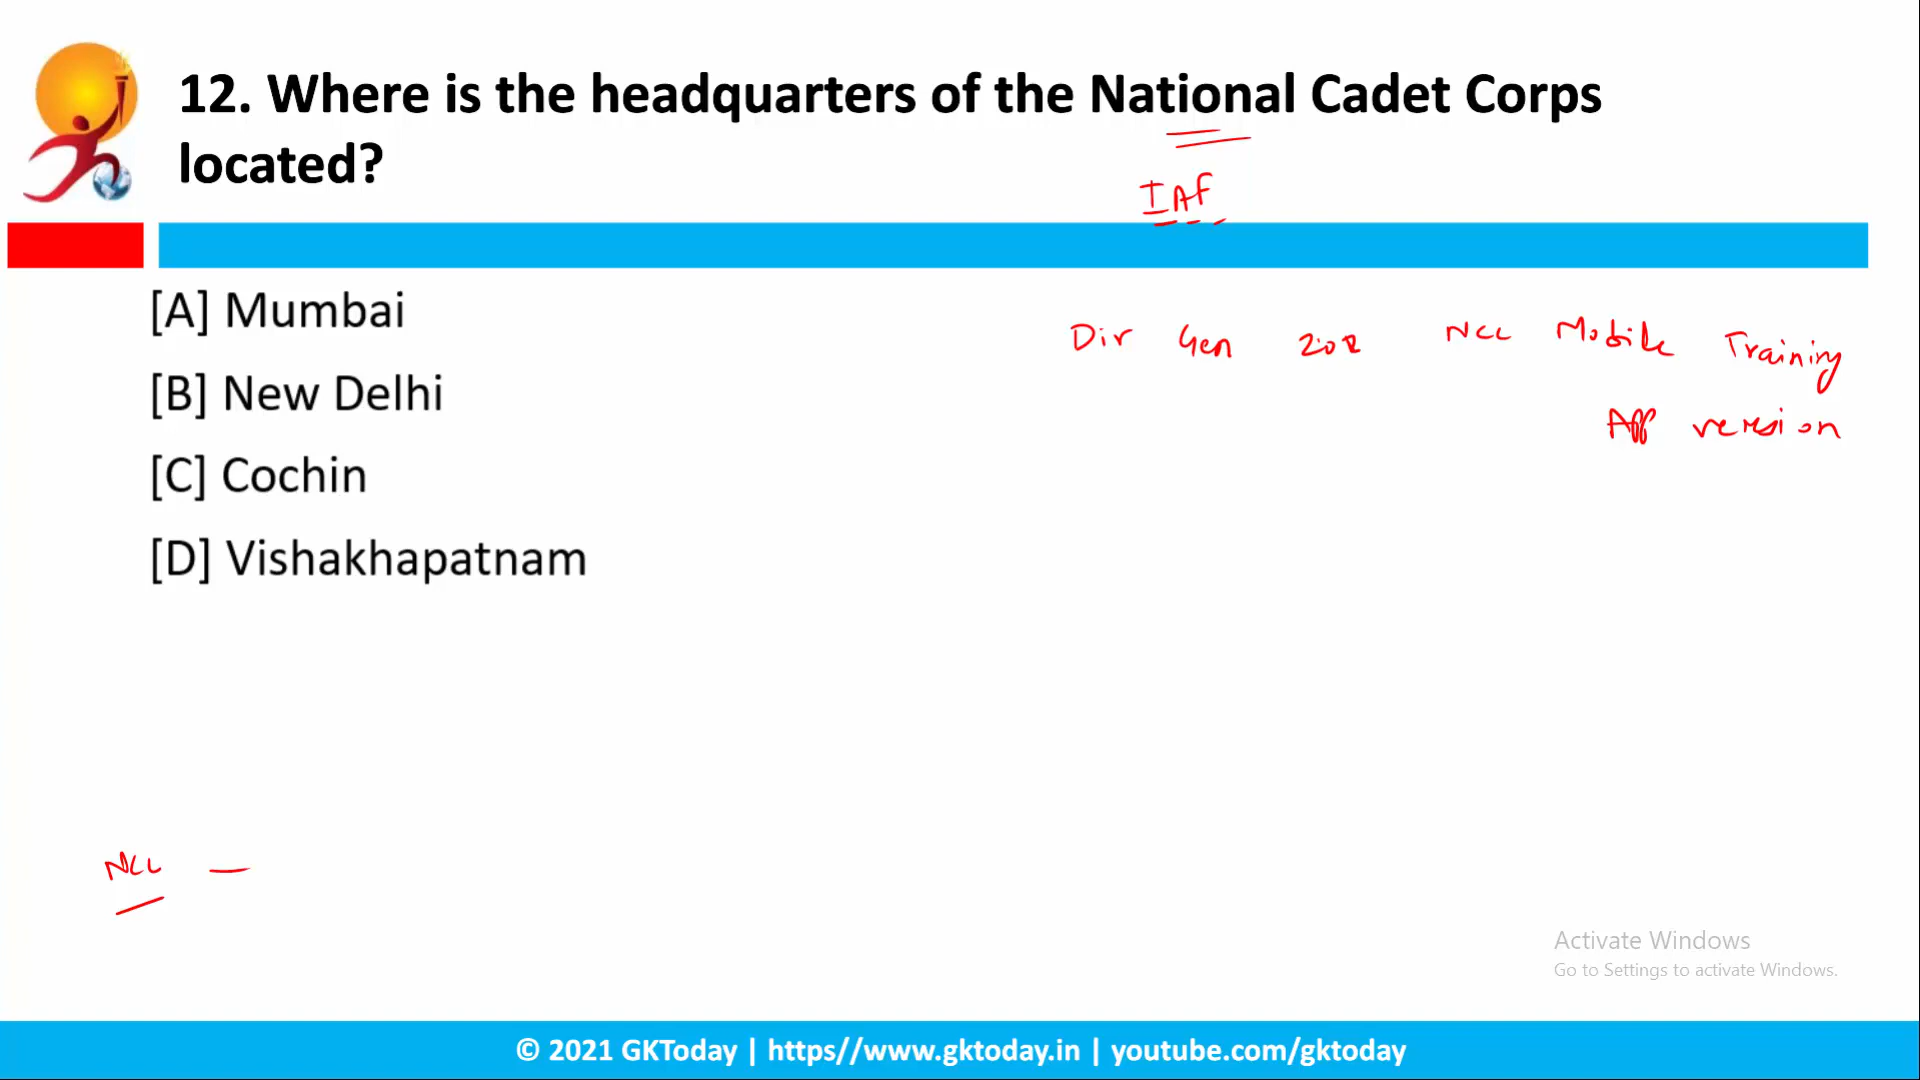 12. Where is the headquarters of the National Cadet Corps
located?
IAF
[A] Mumbai
Dir Gen NCC Mobile Training
[B] New Delhi
App version
[C] Cochin
[D] Vishakhapatnam
NCC —
Activate Windows
Go to Settings to activate Windows.
© 2021 GKToday | https//www.gktoday.in | youtube.com/gktoday